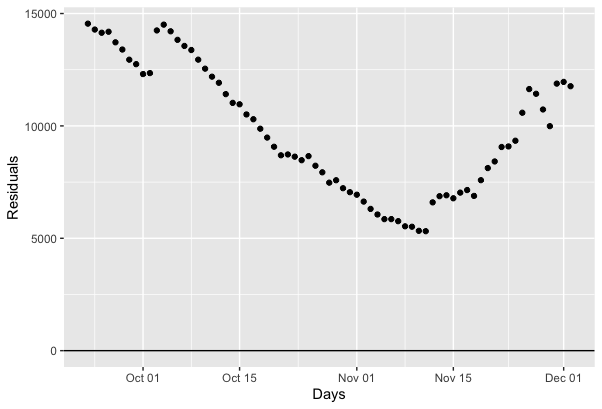 15000
10000
5000
0
Residuals
Oct 01
Oct 15
Nov 01
Nov 15
Dec 01
Days